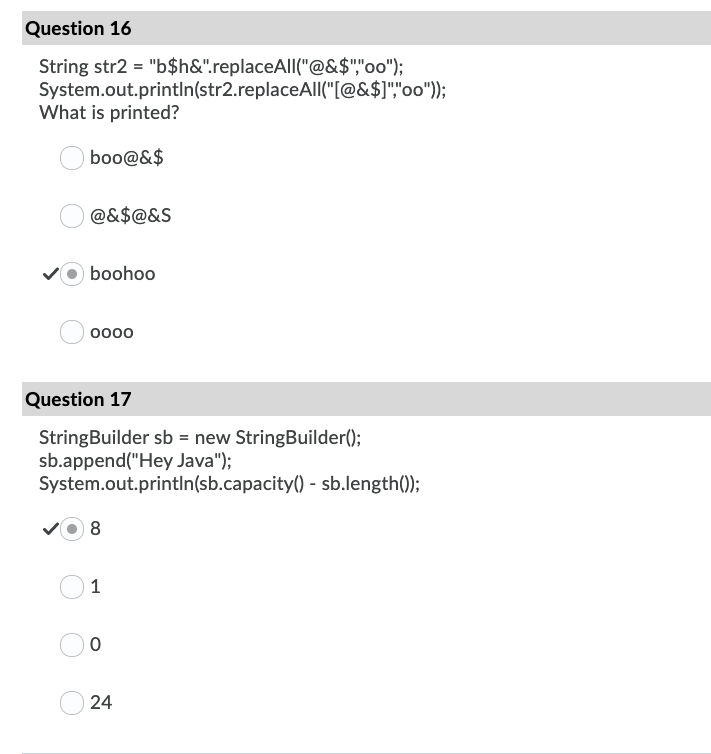 Question 16
String str2 = "b$h&".replaceAll("@&$","oo");
System.out.println(str2.replaceAll("[@&$]","oo"));
What is printed?
boo@&$
@&$@&S
boohoo
oooo
Question 17
StringBuilder sb = new StringBuilder();
sb.append("Hey Java");
System.out.println(sb.capacity() - sb.length());
8
1
0
24